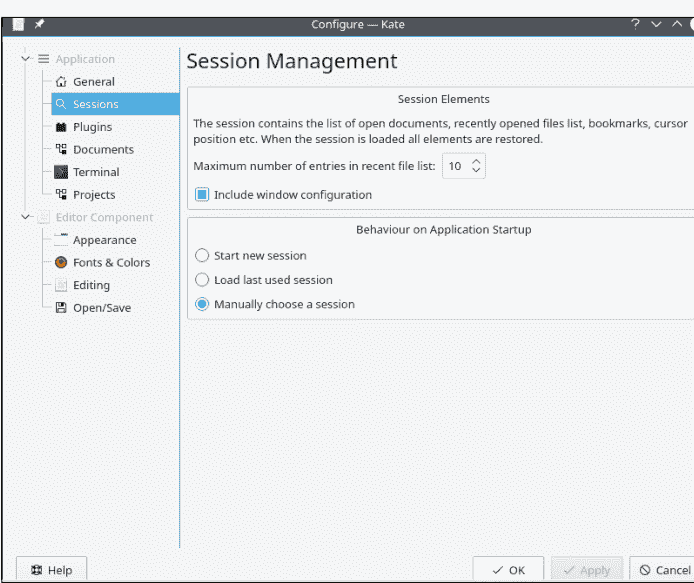 Configure — Kate
Application
General
Sessions
Plugins
Documents
Terminal
Projects
Editor Component
Appearance
Fonts & Colors
Editing
Open/Save
Session Management
Session Elements
The session contains the list of open documents, recently opened files list, bookmarks, cursor
position etc. When the session is loaded all elements are restored.
Maximum number of entries in recent file list: 10
Include window configuration
Behaviour on Application Startup
Start new session
Load last used session
Manually choose a session
Help
OK
Apply
Cancel